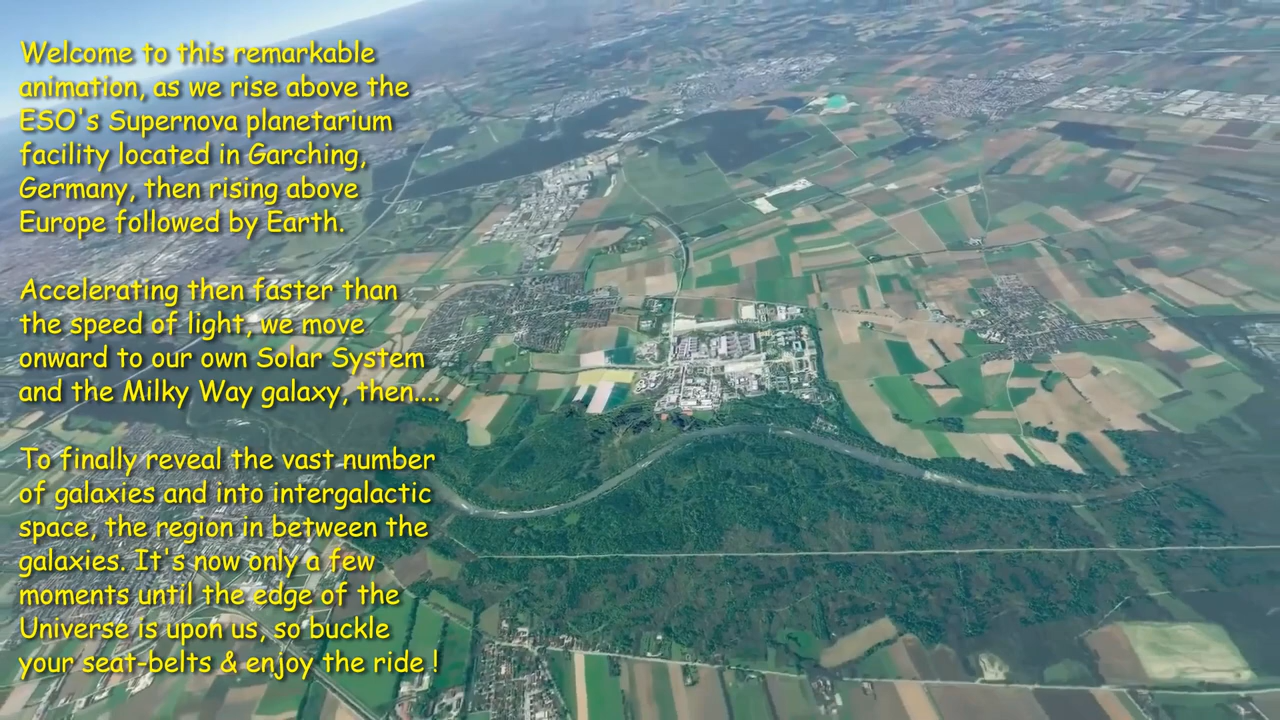 Welcome to this remarkable
animation, as we rise above the
ESO's Supernova planetarium
facility located in Garching,
Germany, then rising above
Europe followed by Earth.
Accelerating then faster than
the speed of light, we move
onward to our own Solar System
and the Milky Way galaxy, then....
To finally reveal the vast number
of galaxies and into intergalactic
space, the region in between the
galaxies. It's now only a few
moments until the edge of the
Universe is upon us, so buckle
your seat-belts & enjoy the ride !